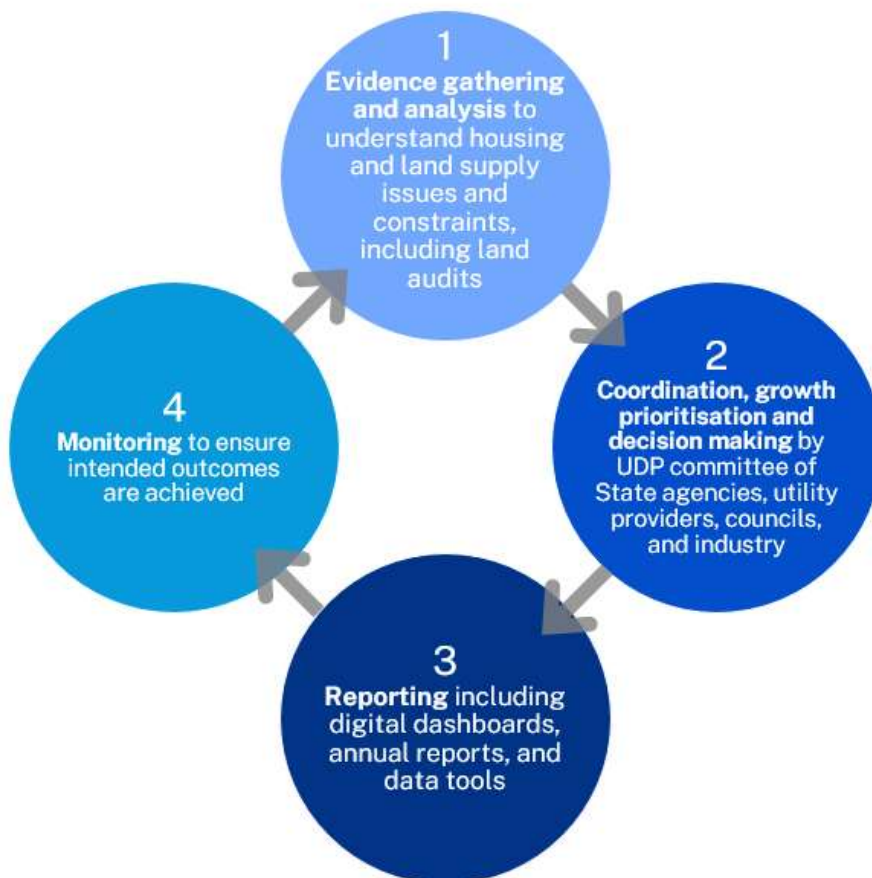 1
Evidence gathering
and analysis to
understand housing
and land supply
issues and
constraints,
including land
audits
2
Coordination, growth
prioritisation and
decision making by
UDP committee of
State agencies, utility
providers, councils,
and industry
3
Reporting including
digital dashboards,
annual reports, and
data tools
4
Monitoring to ensure
intended outcomes
are achieved